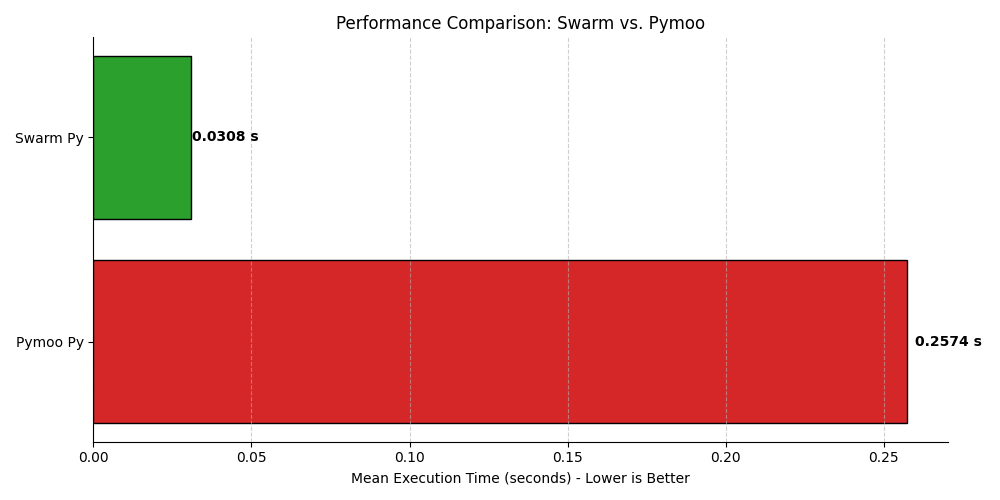 Performance Comparison: Swarm vs. Pymoo
Swarm Py
0.0308 s
Pymoo Py
0.2574 s
0.00 0.05 0.10 0.15 0.20 0.25
Mean Execution Time (seconds) - Lower is Better